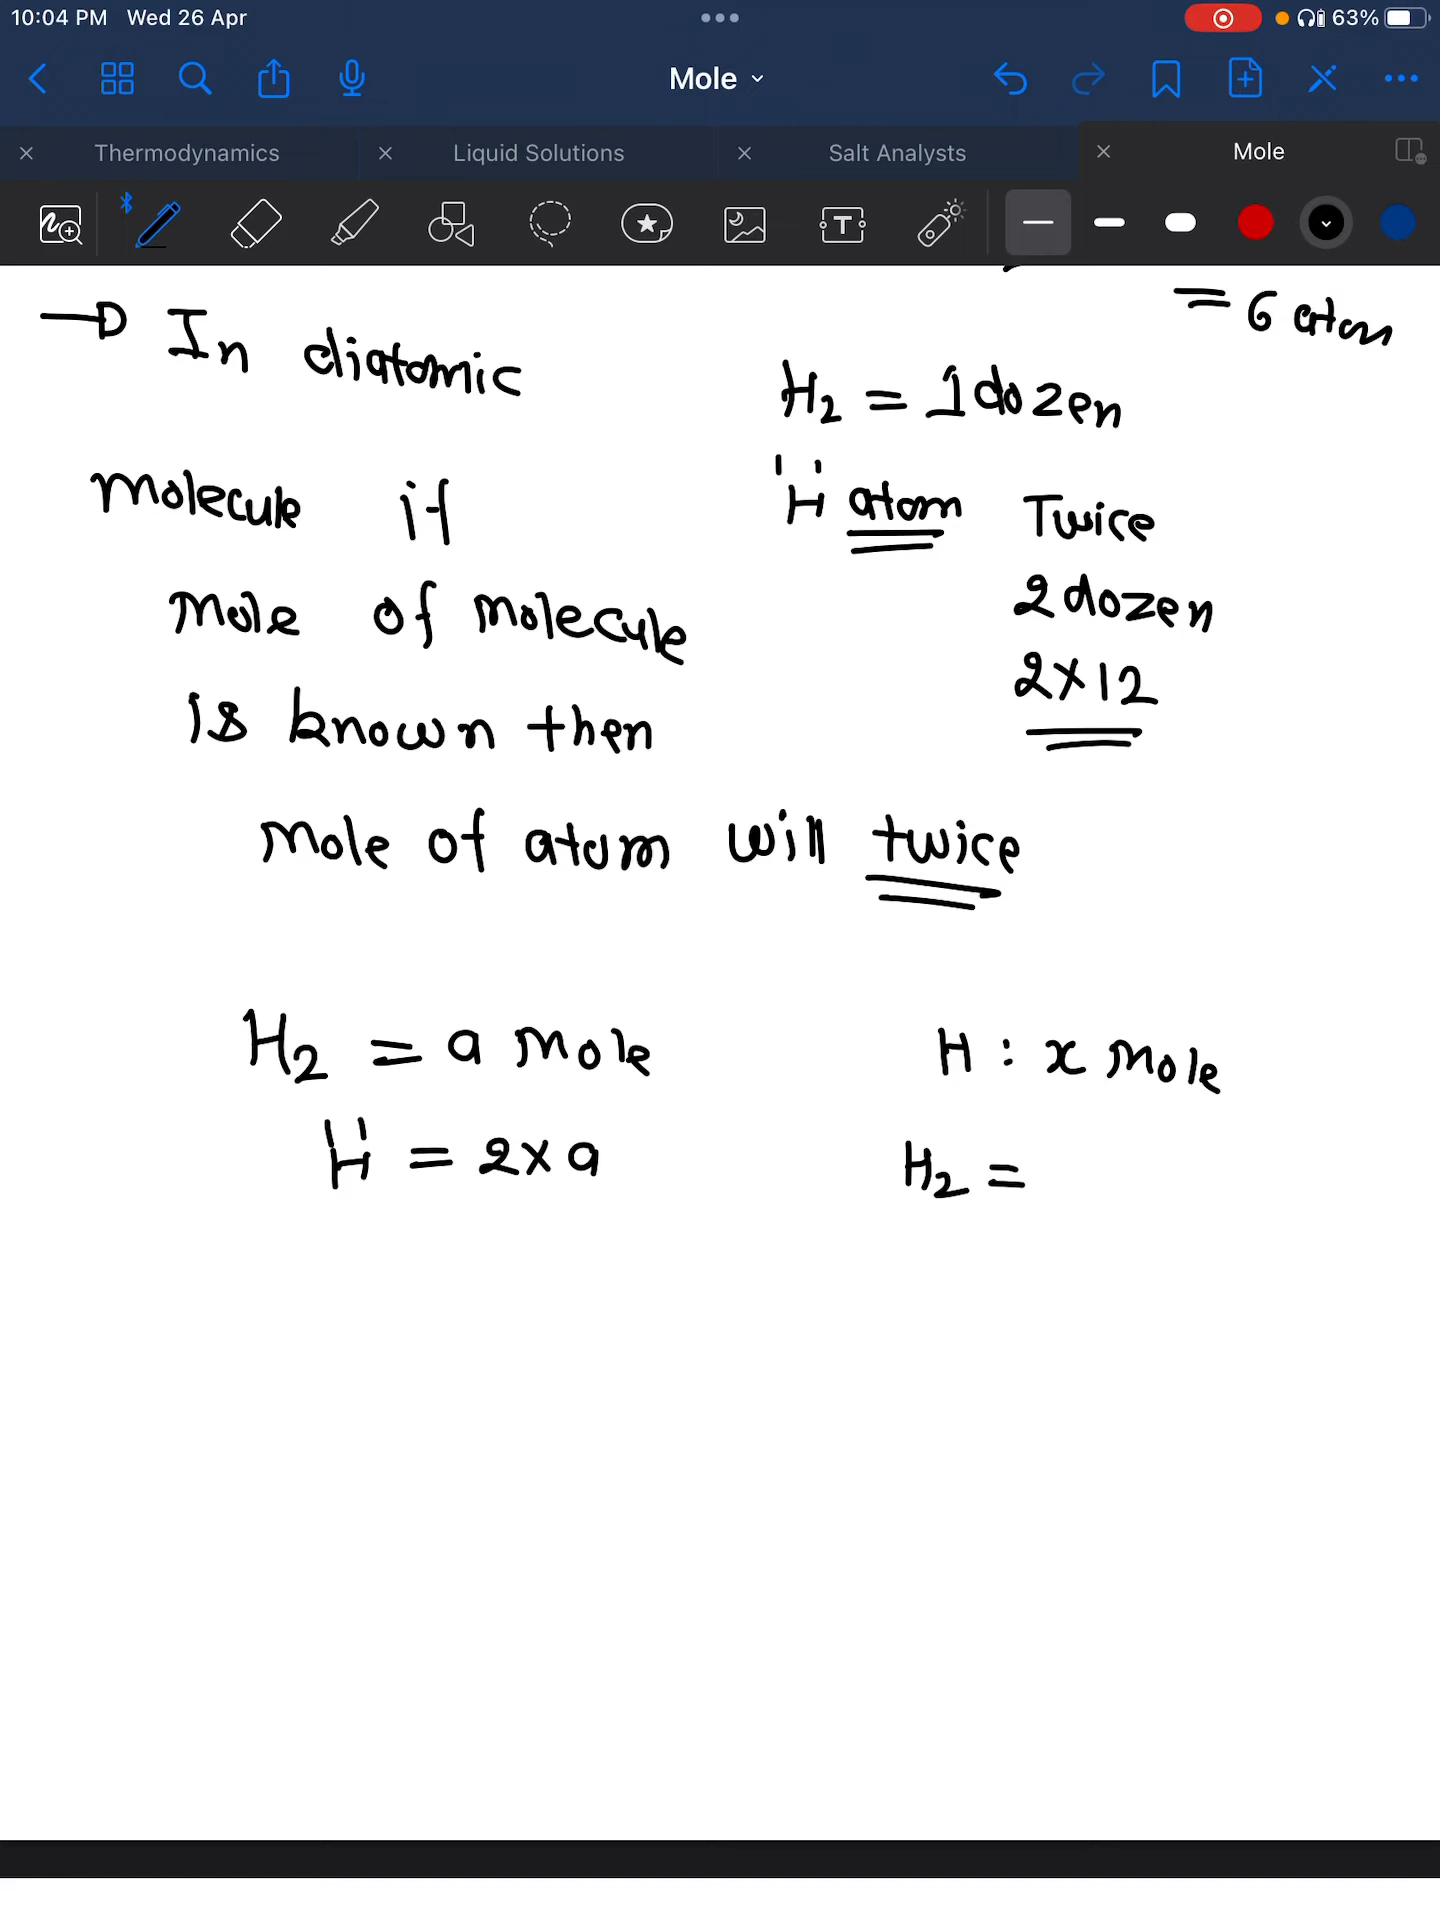 10:04 PM Wed 26 Apr
63%
Mole
Thermodynamics
Liquid Solutions
Salt Analysts
Mole
T
= 6 atom
→ In diatomic
H₂ = 1 dozen
molecule if
H atom Twice
mole of molecule
2 dozen
2×12
is known then
mole of atom will twice
H₂ = a mole
H : x mole
H = 2×a
H₂ =